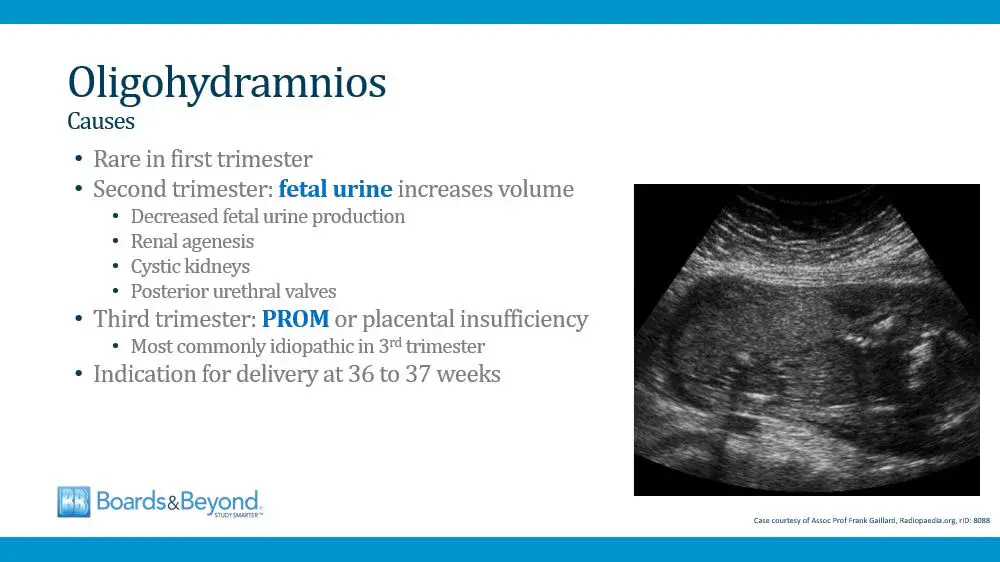 Oligohydramnios
Causes
• Rare in first trimester
• Second trimester: fetal urine increases volume
• Decreased fetal urine production
• Renal agenesis
• Cystic kidneys
• Posterior urethral valves
• Third trimester: PROM or placental insufficiency
• Most commonly idiopathic in 3rd trimester
• Indication for delivery at 36 to 37 weeks
BB Boards&Beyond.
STUDY SMARTER™
Case courtesy of Assoc Prof Frank Gaillard, Radiopaedia.org, rID: 8088